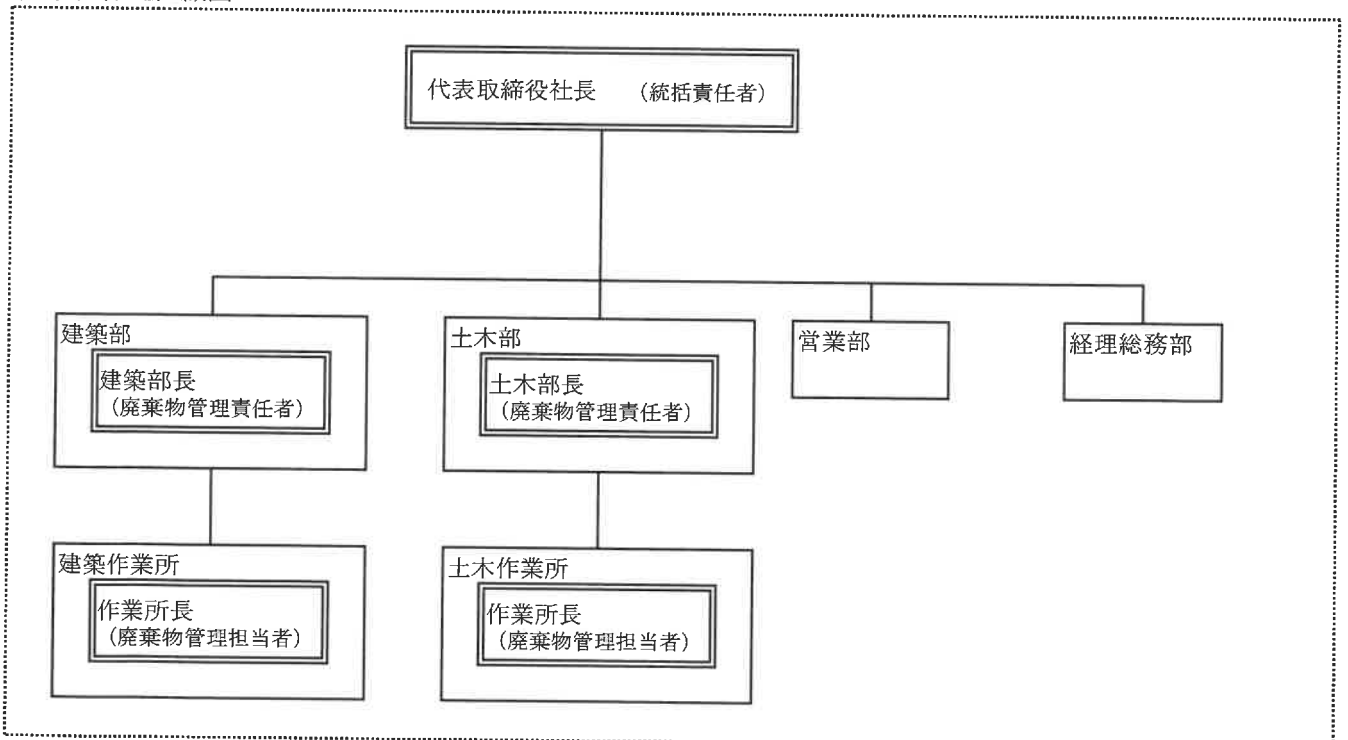 代表取締役社長 （統括責任者）
建築部
建築部長
（廃棄物管理責任者）
土木部
土木部長
（廃棄物管理責任者）
営業部
経理総務部
建築作業所
作業所長
（廃棄物管理担当者）
土木作業所
作業所長
（廃棄物管理担当者）